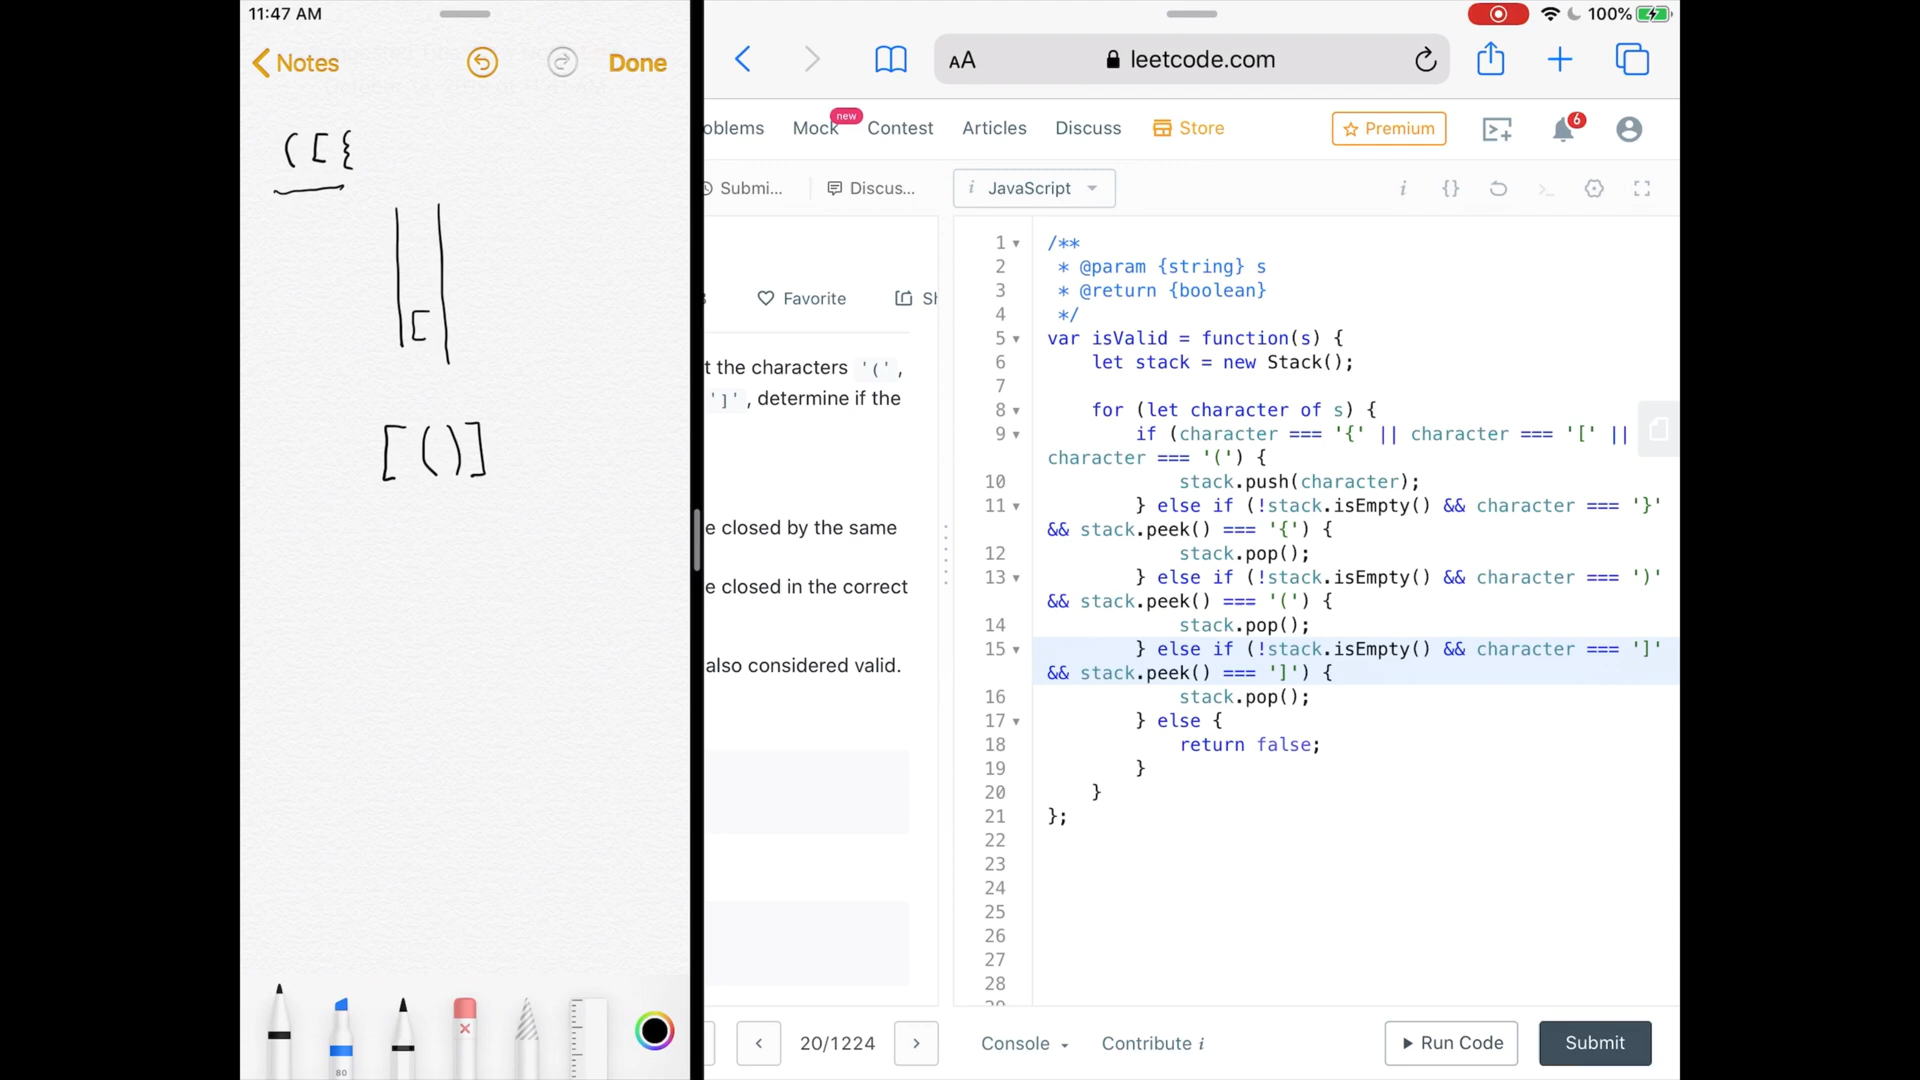 11:47 AM
100%
Notes
Done
AA
leetcode.com
oblems
Mock
new
Contest
Articles
Discuss
Store
Premium
6
Submi...
Discus...
i JavaScript
i {}
([{
[
[()]
Favorite
Sh
t the characters '(',
']', determine if the
e closed by the same
e closed in the correct
also considered valid.
1 /**
2 * @param {string} s
3 * @return {boolean}
4 */
5 var isValid = function(s) {
6 let stack = new Stack();
7
8 for (let character of s) {
9 if (character === '{' || character === '[' ||
character === '(') {
10 stack.push(character);
11 } else if (!stack.isEmpty() && character === '}'
&& stack.peek() === '{') {
12 stack.pop();
13 } else if (!stack.isEmpty() && character === ')'
&& stack.peek() === '(') {
14 stack.pop();
15 } else if (!stack.isEmpty() && character === ']'
&& stack.peek() === ']') {
16 stack.pop();
17 } else {
18 return false;
19 }
20 }
21 };
22
23
24
25
26
27
28
80
20/1224
Console
Contribute i
Run Code
Submit